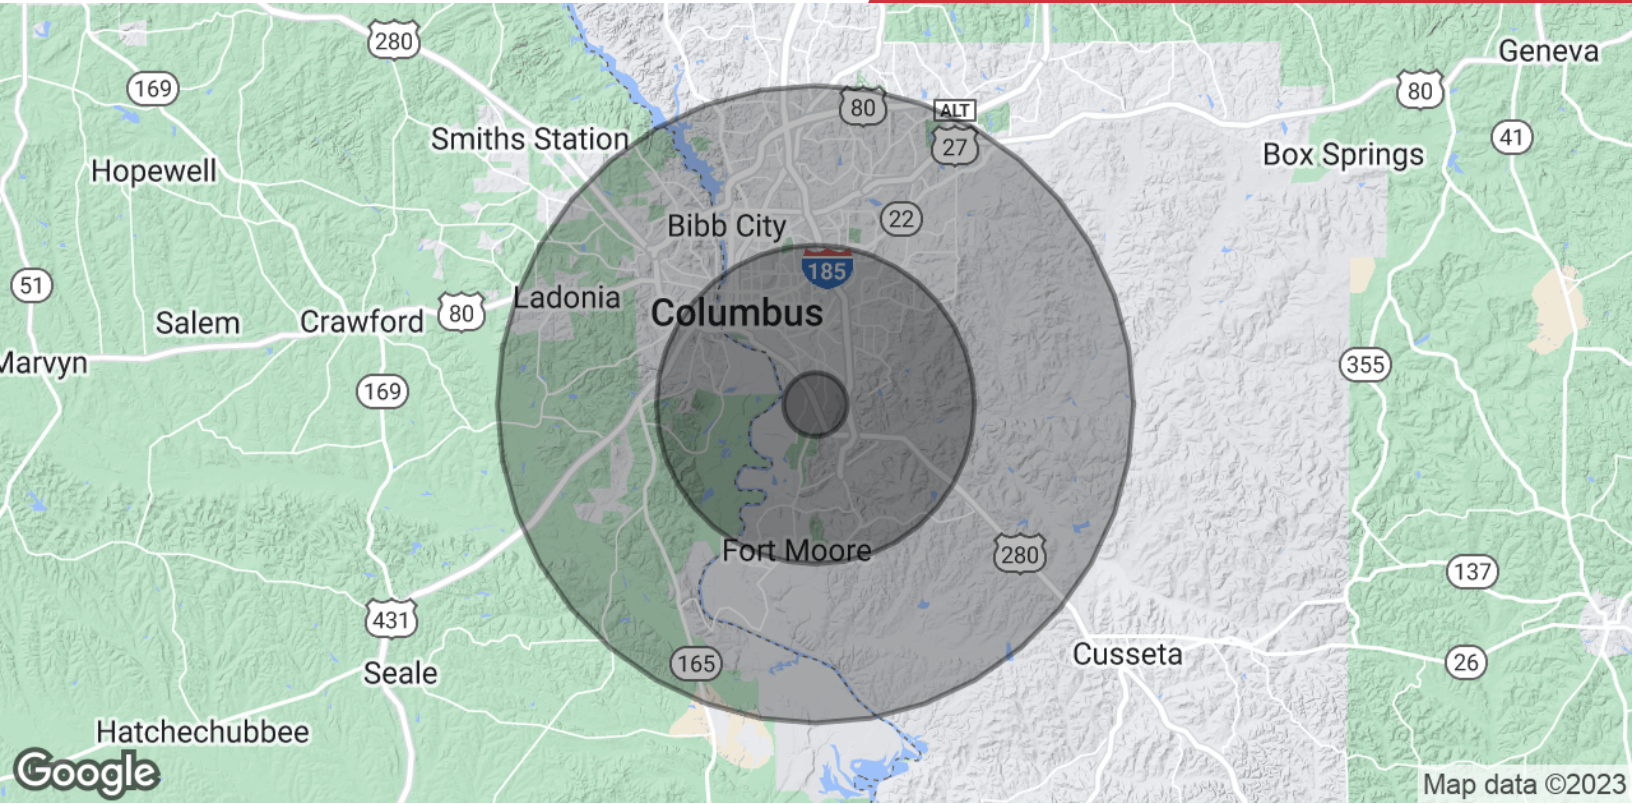 280
Geneva
169
80
80
ALT
27
41
Smiths Station
Box Springs
Hopewell
22
Bibb City
185
51
Ladonia
Columbus
80
Salem
Crawford
Marvyn
355
169
Fort Moore
280
137
431
Cusseta
165
26
Seale
Hatchechubbee
Google
Map data ©2023